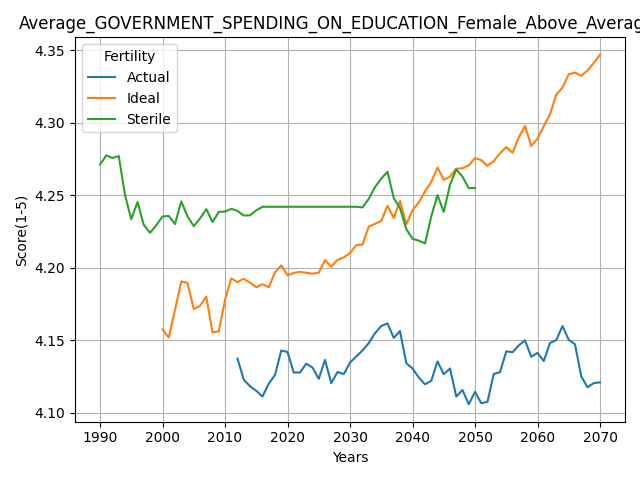 Average_GOVERNMENT_SPENDING_ON_EDUCATION_Female_Above_Averag
Fertility
Actual
Ideal
Sterile
4.35
4.30
4.25
4.20
4.15
4.10
Score(1-5)
1990 2000 2010 2020 2030 2040 2050 2060 2070
Years